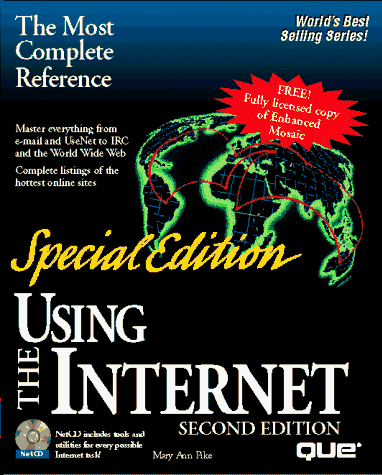 The Most
Complete
Reference
World's Best
Selling Series!
FREE!
Fully licensed copy
of Enhanced
Mosaic
Master everything from
e-mail and UseNet to IRC
and the World Wide Web
Complete listings of the
hottest online sites
Special Edition
USING
THE INTERNET
SECOND EDITION
NetCD
NetCD includes tools and
utilities for every possible
Internet task!
Mary Ann Pike
QUE